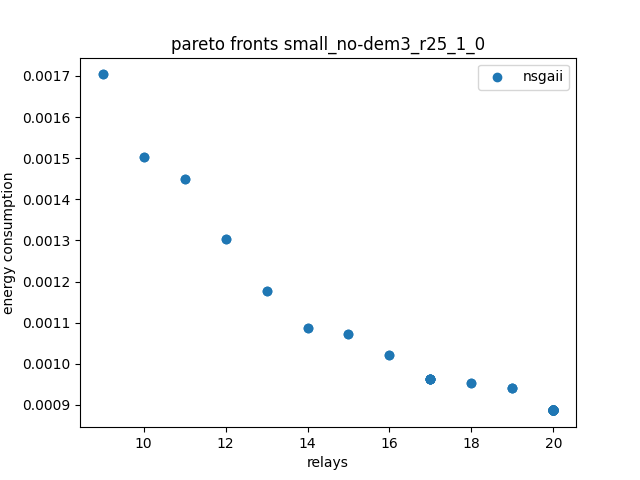 pareto fronts small_no-dem3_r25_1_0
nsgaii
0.0017
0.0016
0.0015
0.0014
0.0013
0.0012
0.0011
0.0010
0.0009
energy consumption
10 12 14 16 18 20
relays